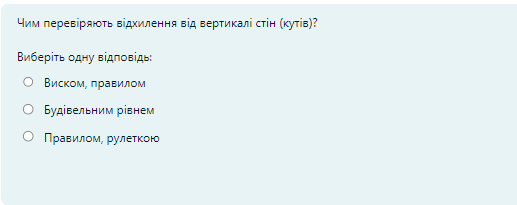 Чим перевіряють відхилення від вертикалі стін (кутів)?
Виберіть одну відповідь:
Виском, правилом
Будівельним рівнем
Правилом, рулеткою